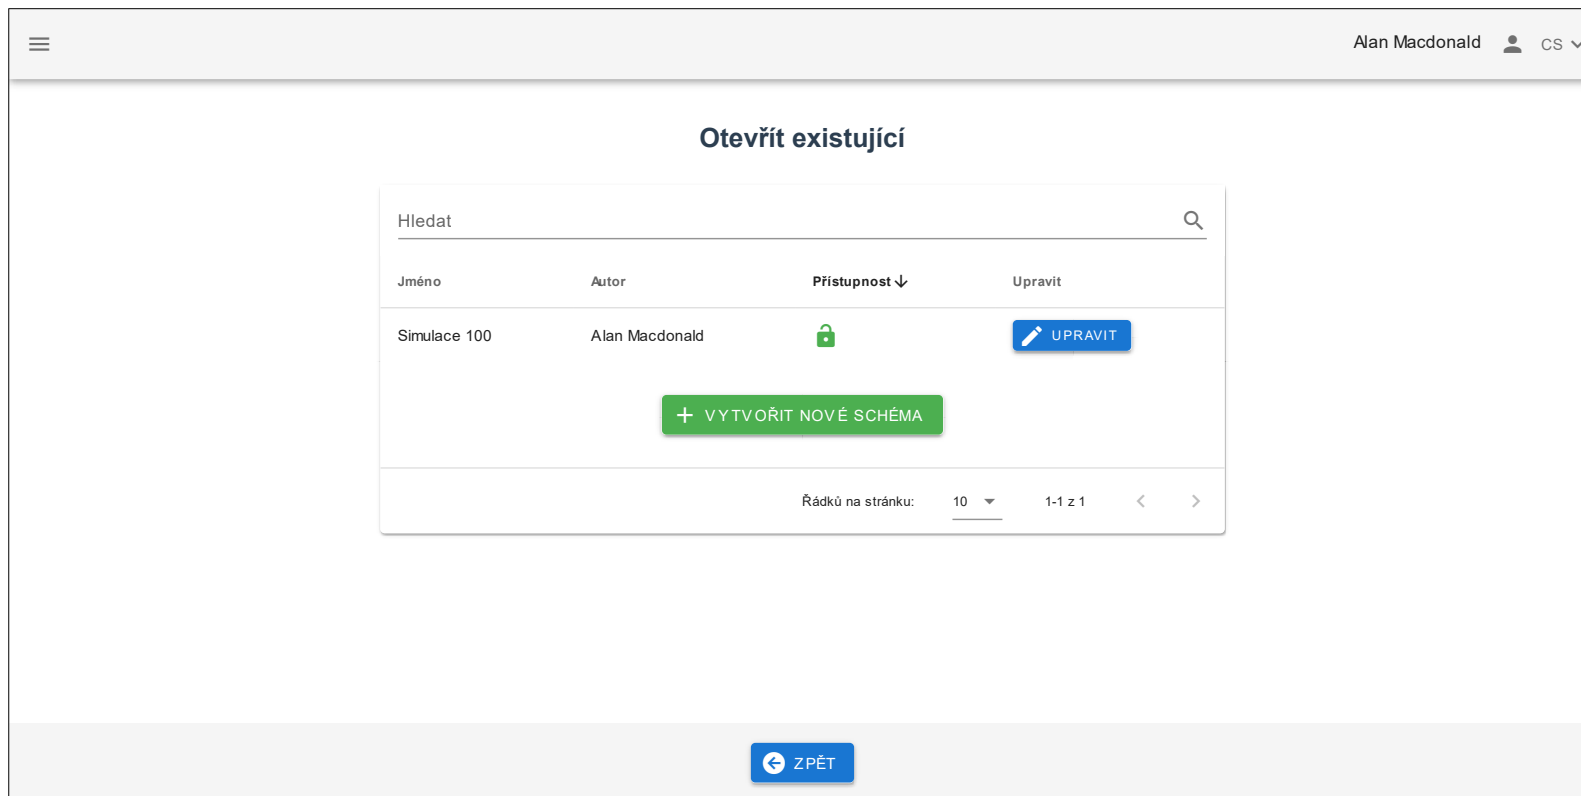 Alan Macdonald CS
Otevřít existující
Hledat
Jméno Autor Přístupnost Upravit
Simulace 100 Alan Macdonald UPRAVIT
VYTVOŘIT NOVÉ SCHÉMA
Řádků na stránku: 10 1-1 z 1
ZPĚT